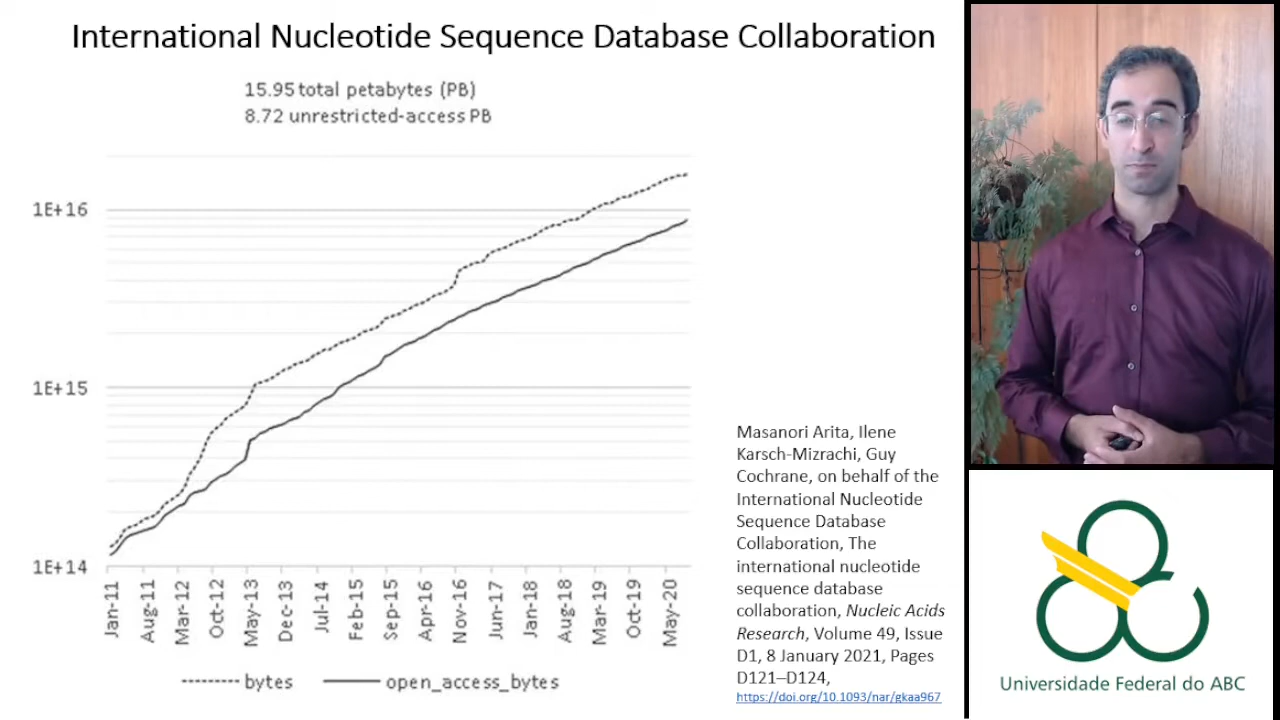 International Nucleotide Sequence Database Collaboration
15.95 total petabytes (PB)
8.72 unrestricted-access PB
1E+16
1E+15
1E+14
Jan-11
Aug-11
Mar-12
Oct-12
May-13
Dec-13
Jul-14
Feb-15
Sep-15
Apr-16
Nov-16
Jun-17
Jan-18
Aug-18
Mar-19
Oct-19
May-20
bytes
open_access_bytes
Masanori Arita, Ilene
Karsch-Mizrachi, Guy
Cochrane, on behalf of the
International Nucleotide
Sequence Database
Collaboration, The
international nucleotide
sequence database
collaboration, Nucleic Acids
Research, Volume 49, Issue
D1, 8 January 2021, Pages
D121–D124,
https://doi.org/10.1093/nar/gkaa967
Universidade Federal do ABC